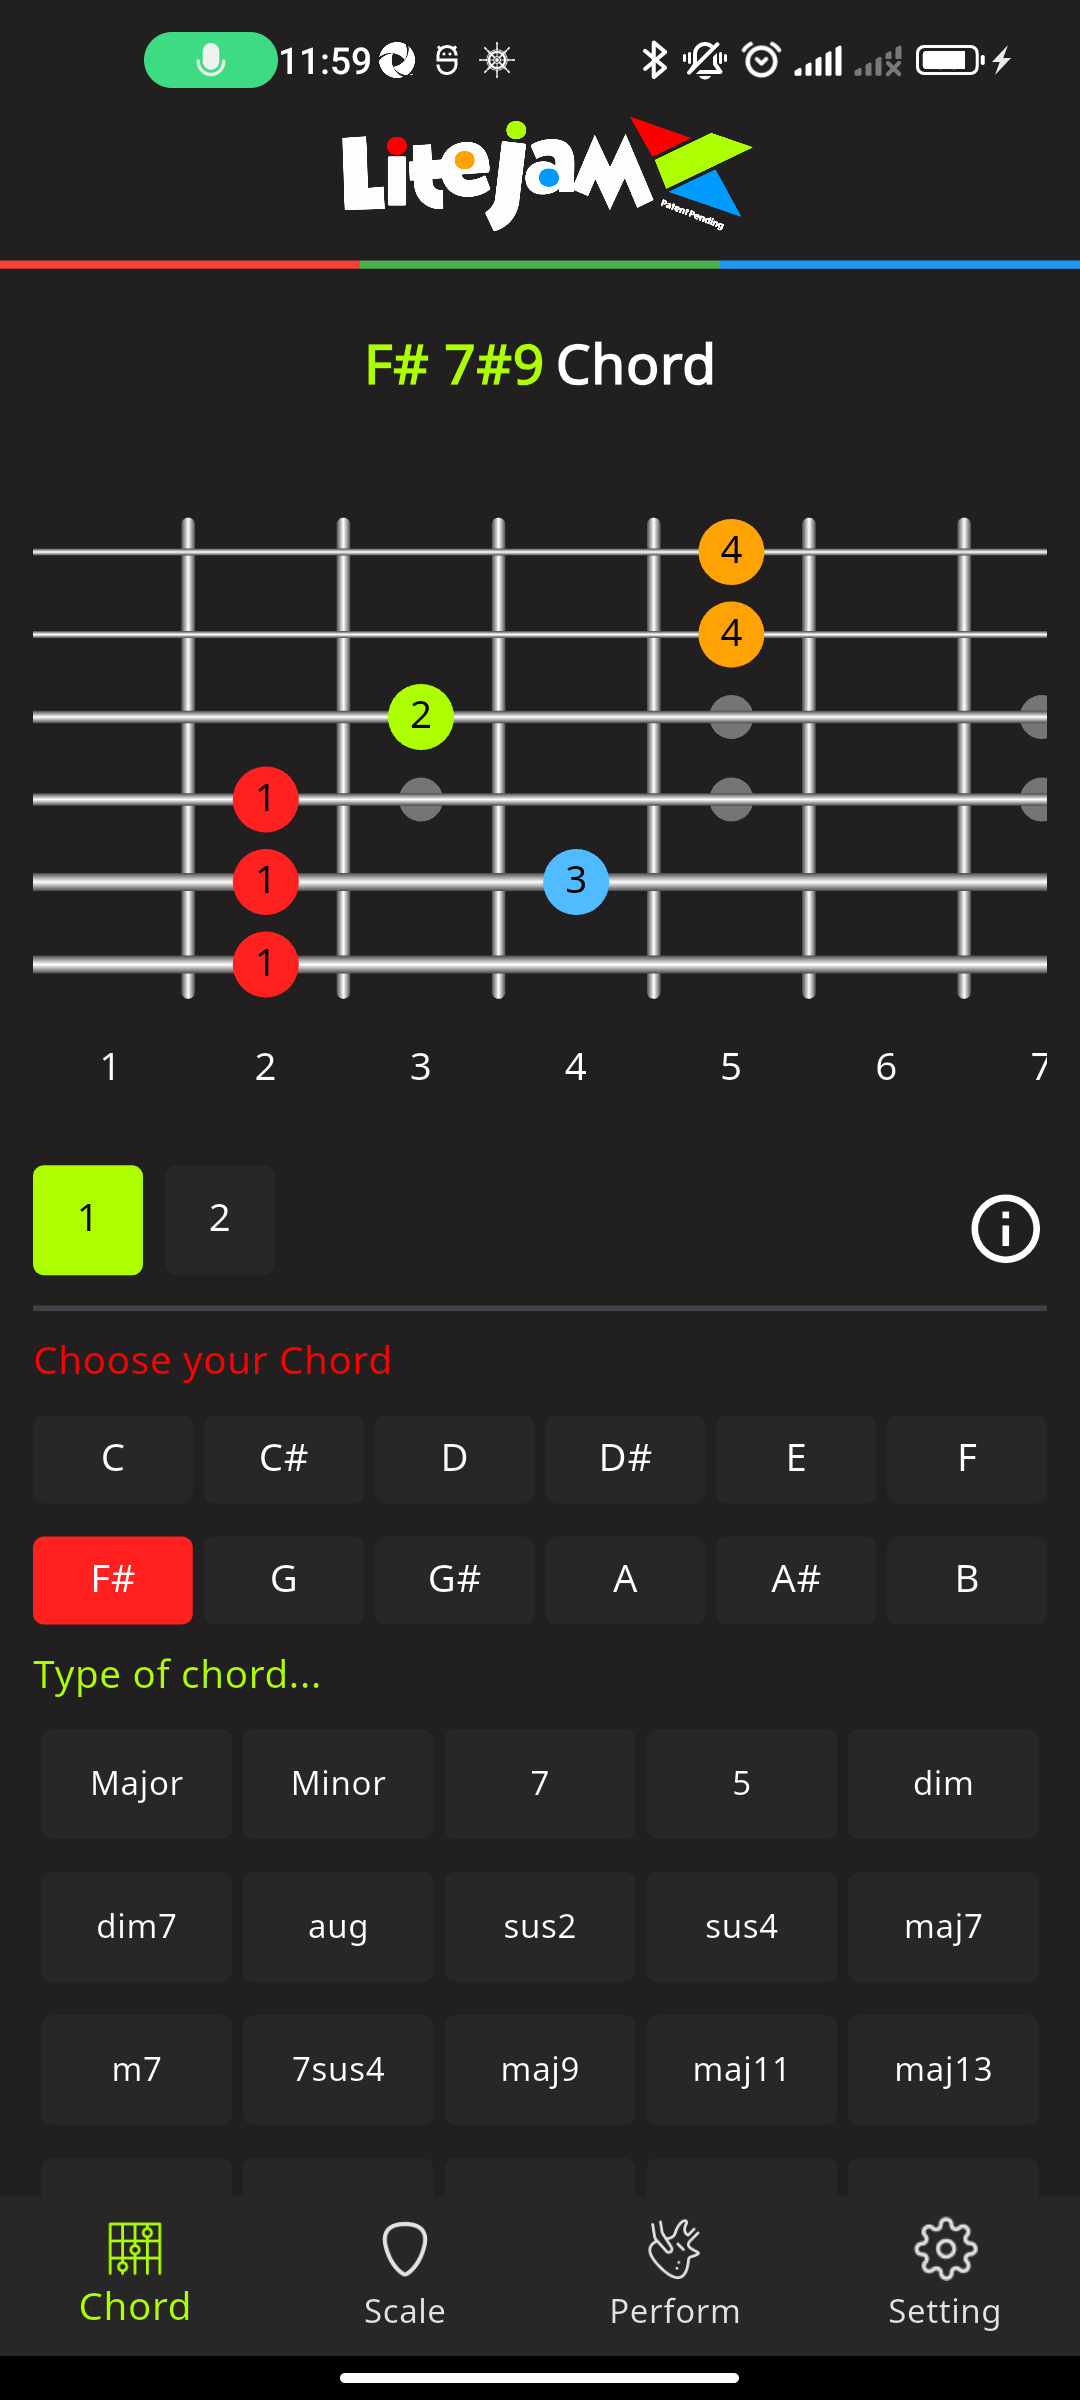 11:59
Litejam
Patent Pending
F# 7#9 Chord
4
4
2
1
1 3
1
1 2 3 4 5 6 7
1 2
Choose your Chord
C C# D D# E F
F# G G# A A# B
Type of chord...
Major Minor 7 5 dim
dim7 aug sus2 sus4 maj7
m7 7sus4 maj9 maj11 maj13
Chord Scale Perform Setting